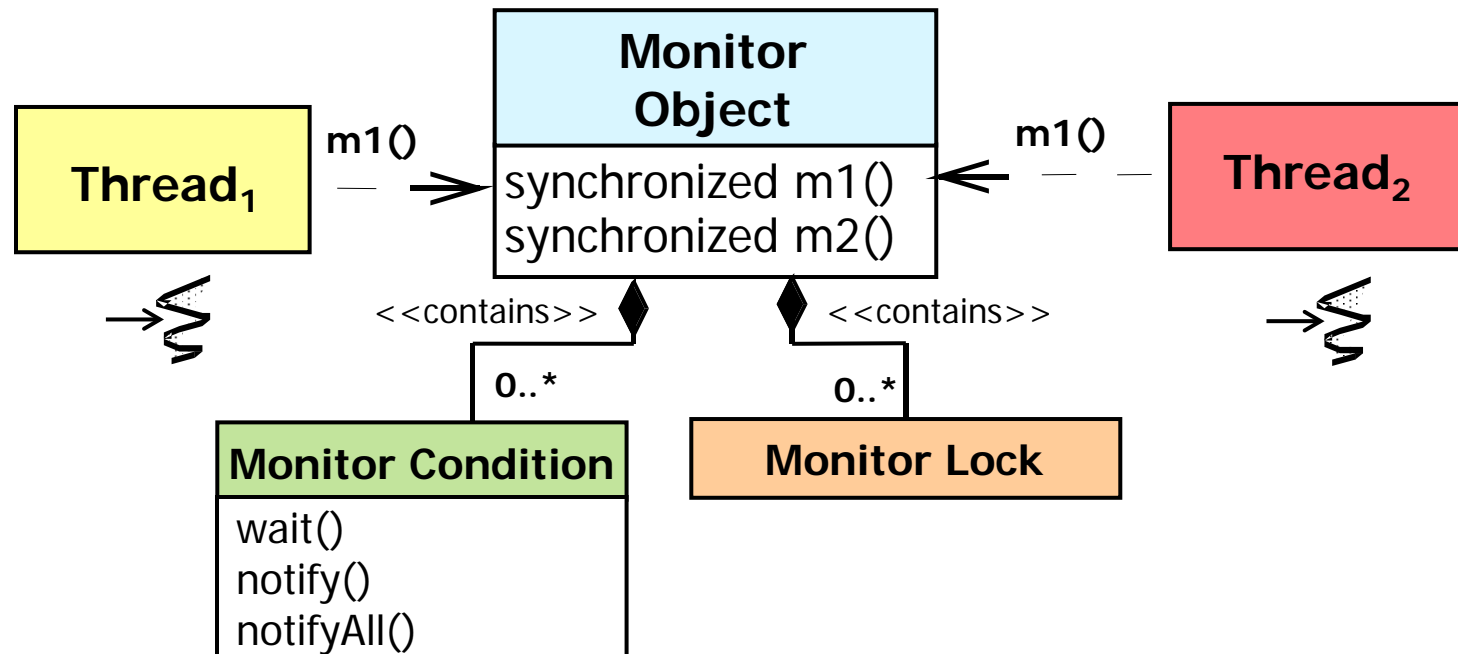 Monitor
Object
m1()
m1()
Thread₁
Thread₂
synchronized m1()
synchronized m2()
<<contains>>
<<contains>>
0..*
0..*
Monitor Condition
Monitor Lock
wait()
notify()
notifyAll()